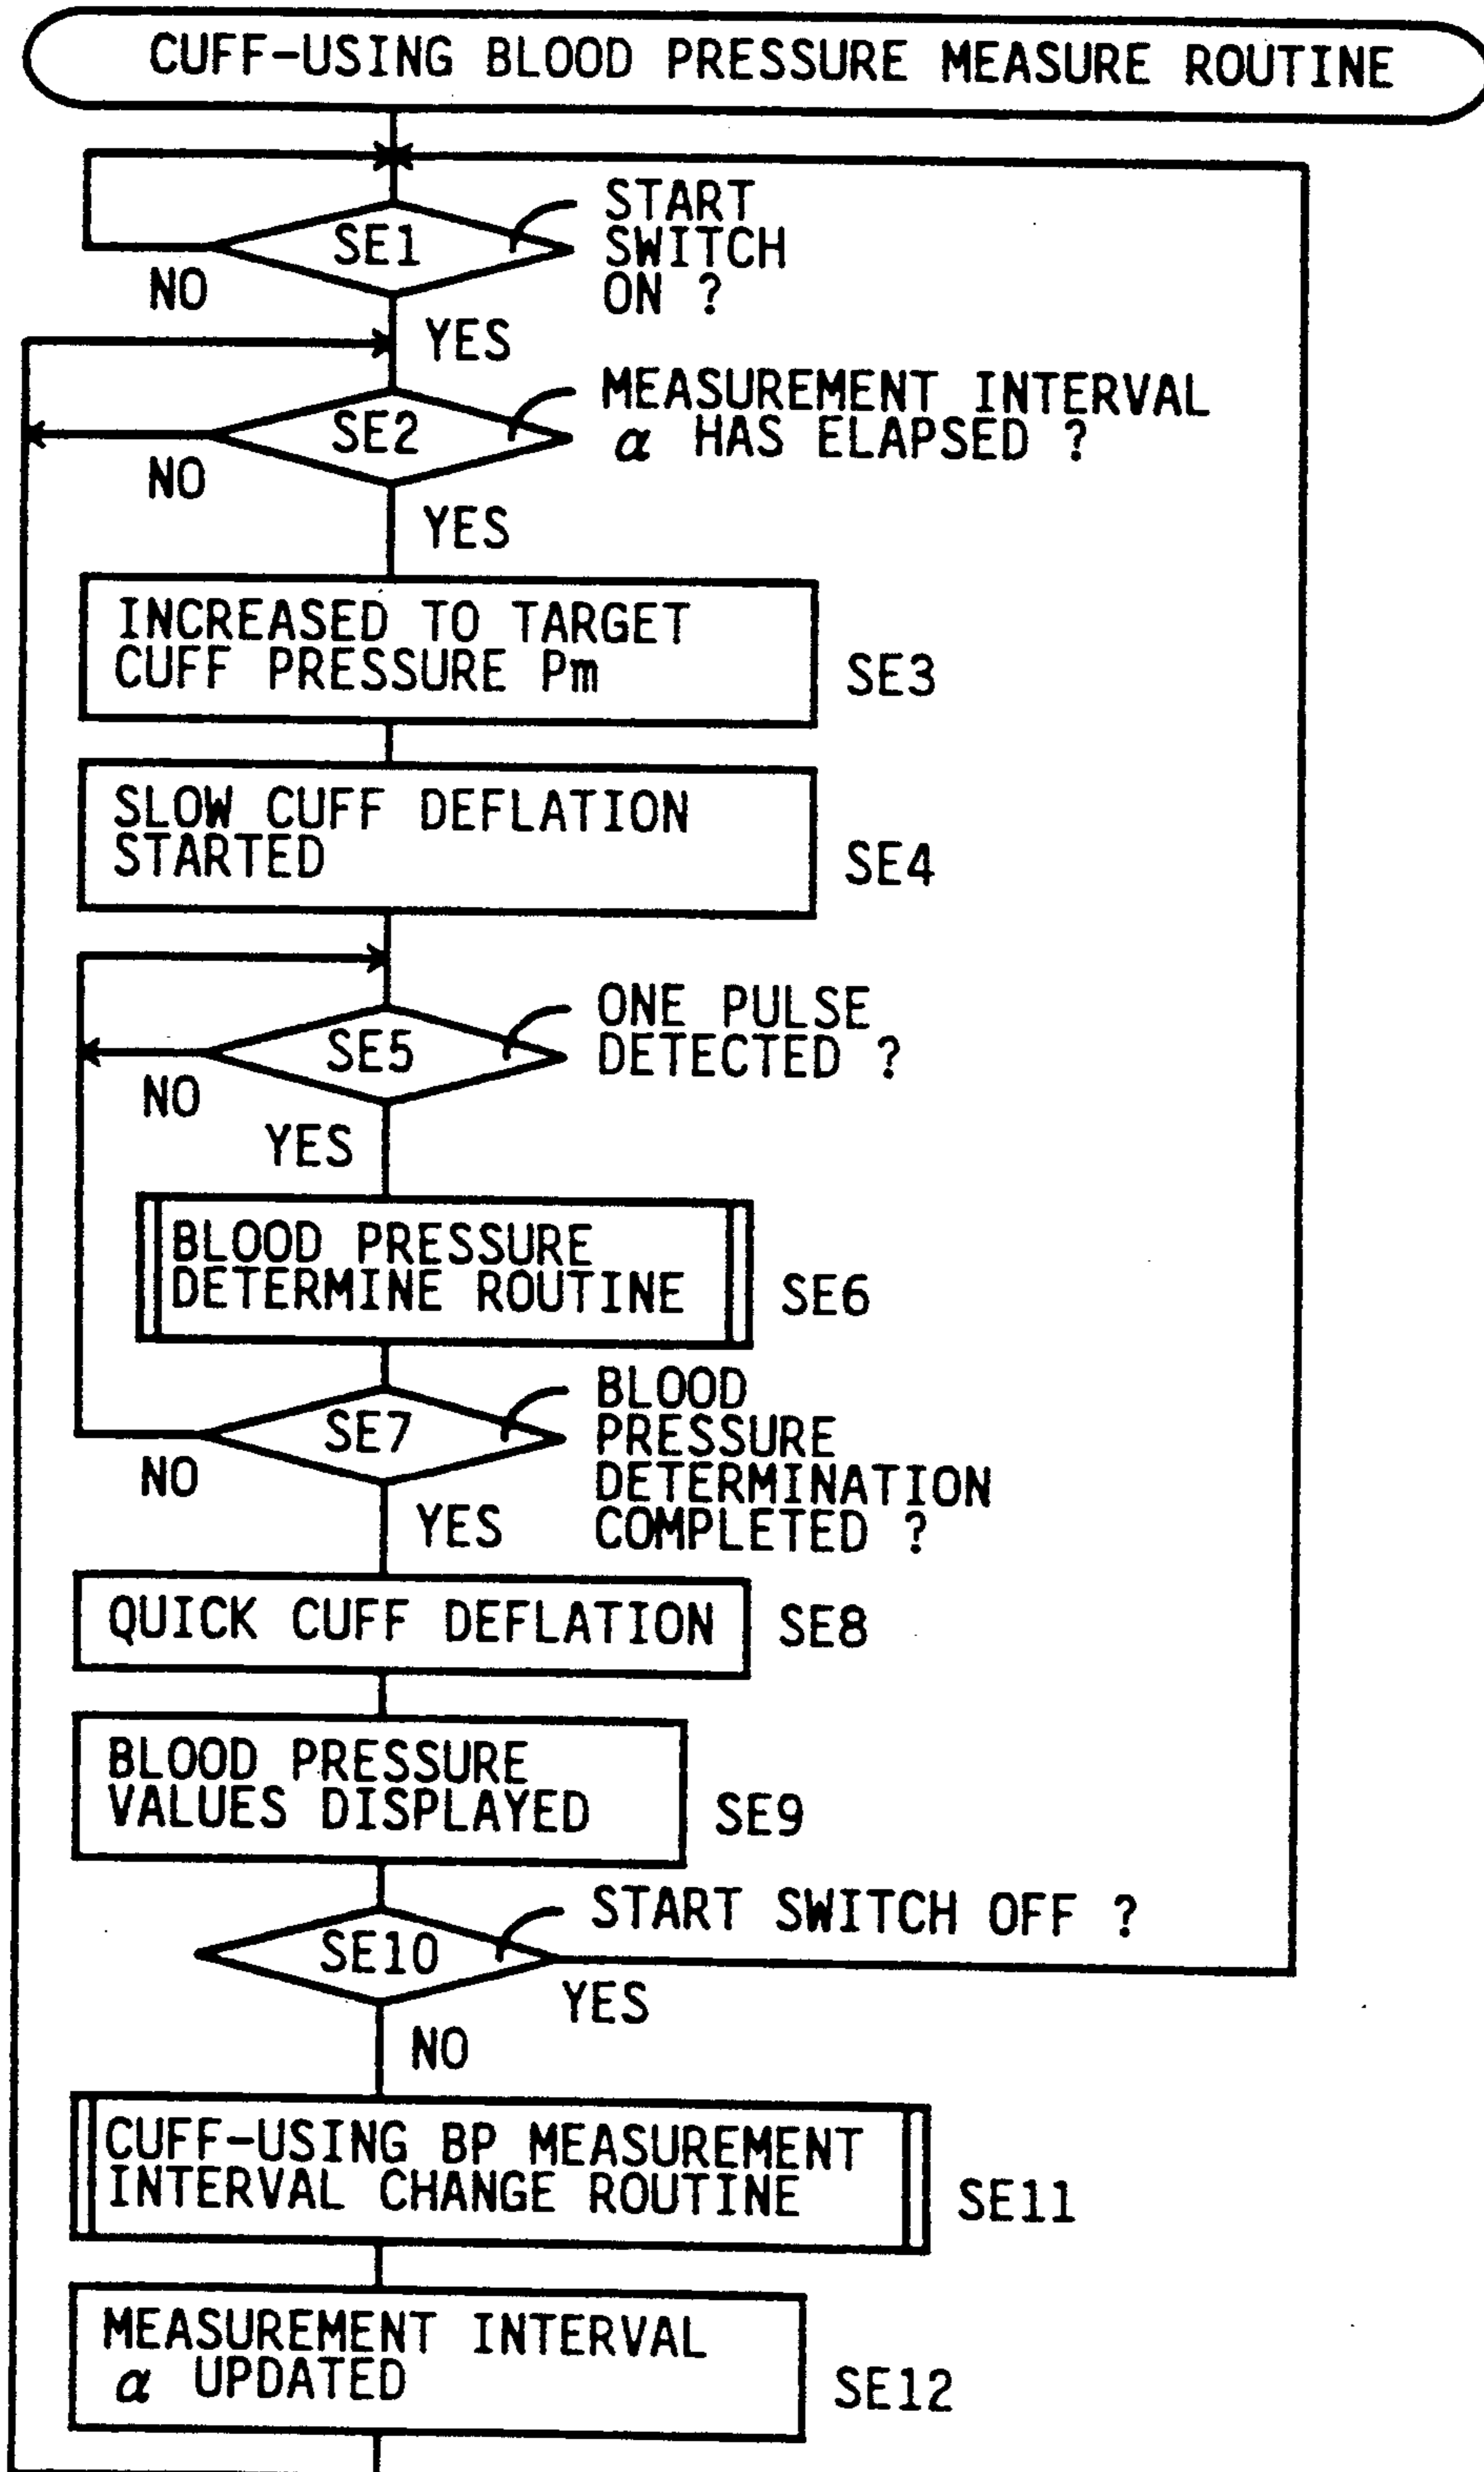 CUFF-USING BLOOD PRESSURE MEASURE ROUTINE
SE1
START
SWITCH
ON ?
NO
YES
SE2
MEASUREMENT INTERVAL
α HAS ELAPSED ?
NO
YES
INCREASED TO TARGET
CUFF PRESSURE Pm
SE3
SLOW CUFF DEFLATION
STARTED
SE4
SE5
ONE PULSE
DETECTED ?
NO
YES
BLOOD PRESSURE
DETERMINE ROUTINE
SE6
SE7
BLOOD
PRESSURE
DETERMINATION
COMPLETED ?
NO
YES
QUICK CUFF DEFLATION
SE8
BLOOD PRESSURE
VALUES DISPLAYED
SE9
START SWITCH OFF ?
SE10
YES
NO
CUFF-USING BP MEASUREMENT
INTERVAL CHANGE ROUTINE
SE11
MEASUREMENT INTERVAL
α UPDATED
SE12